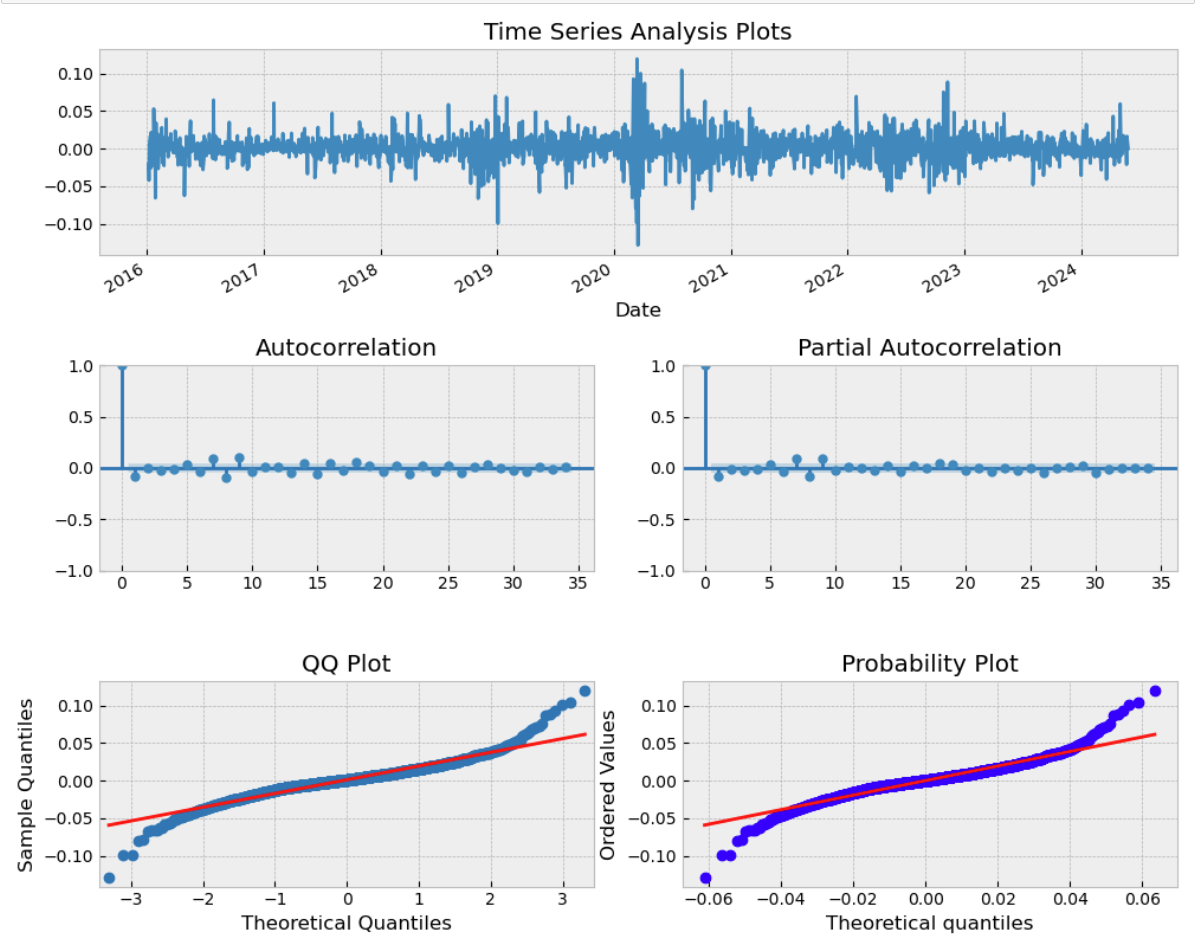 Time Series Analysis Plots
0.10
0.05
0.00
−0.05
−0.10
2016 2017 2018 2019 2020 2021 2022 2023 2024
Date
Autocorrelation
1.0
0.5
0.0
−0.5
−1.0
0 5 10 15 20 25 30 35
Partial Autocorrelation
1.0
0.5
0.0
−0.5
−1.0
0 5 10 15 20 25 30 35
QQ Plot
Sample Quantiles
0.10
0.05
0.00
−0.05
−0.10
−3 −2 −1 0 1 2 3
Theoretical Quantiles
Probability Plot
Ordered Values
0.10
0.05
0.00
−0.05
−0.10
−0.06 −0.04 −0.02 0.00 0.02 0.04 0.06
Theoretical quantiles